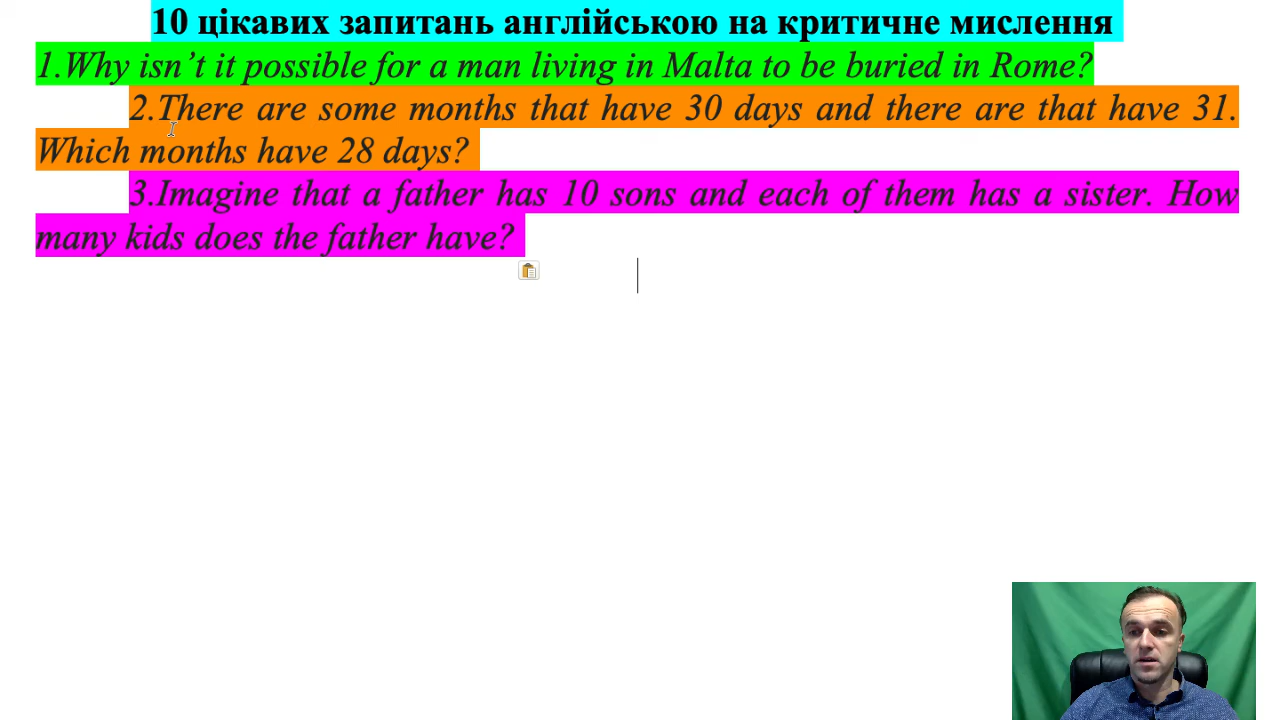 10 цікавих запитань англійською на критичне мислення
1.Why isn’t it possible for a man living in Malta to be buried in Rome?
2.There are some months that have 30 days and there are that have 31.
Which months have 28 days?
3.Imagine that a father has 10 sons and each of them has a sister. How
many kids does the father have?